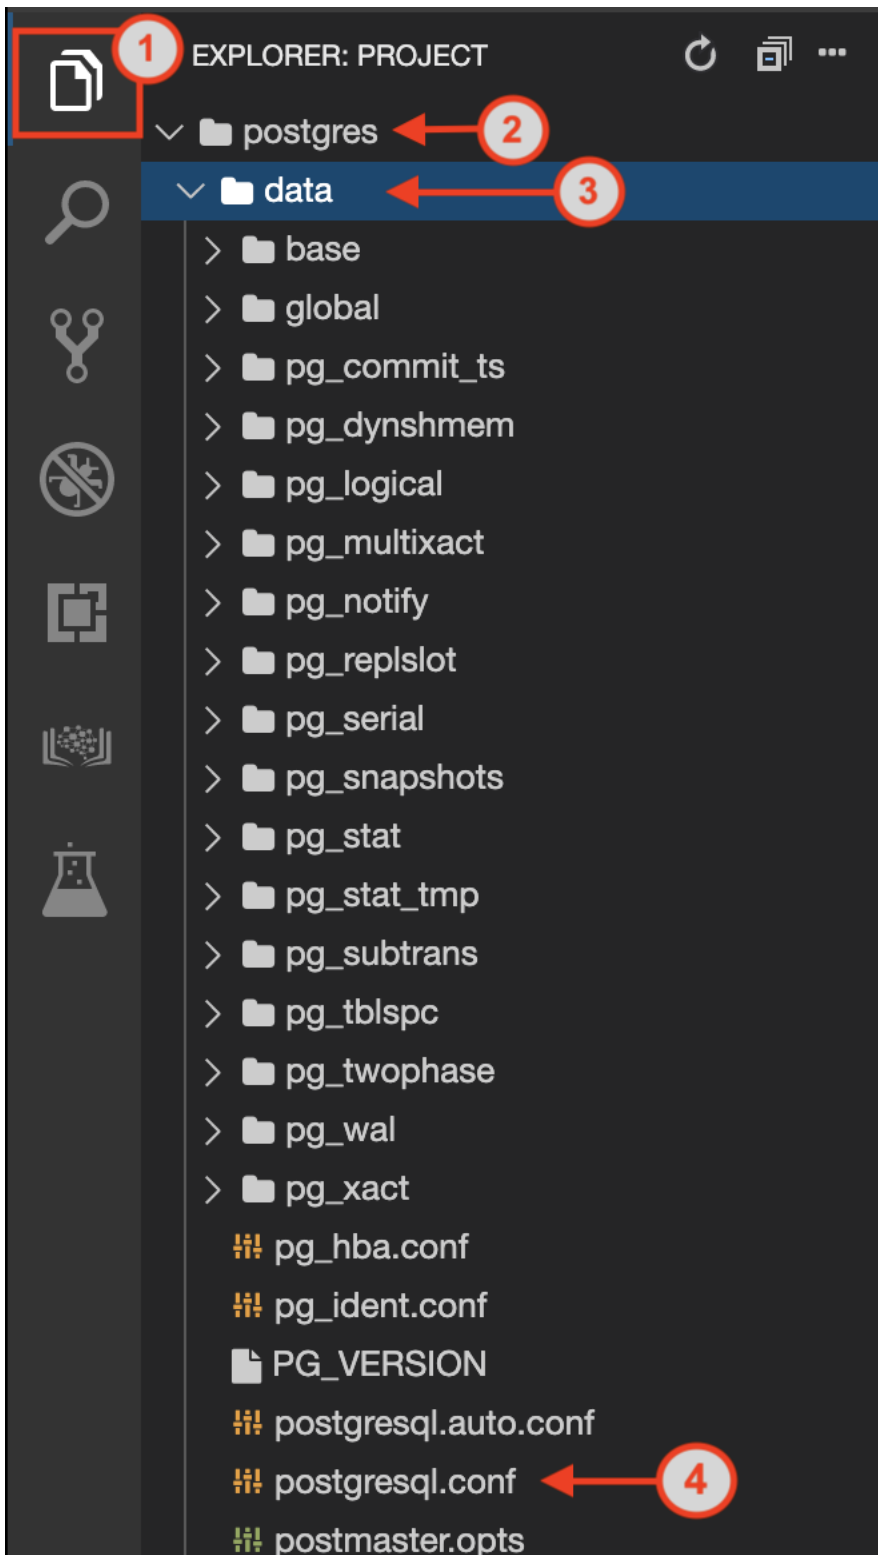 1
EXPLORER: PROJECT
postgres 2
data 3
base
global
pg_commit_ts
pg_dynshmem
pg_logical
pg_multixact
pg_notify
pg_replslot
pg_serial
pg_snapshots
pg_stat
pg_stat_tmp
pg_subtrans
pg_tblspc
pg_twophase
pg_wal
pg_xact
pg_hba.conf
pg_ident.conf
PG_VERSION
postgresql.auto.conf
postgresql.conf 4
postmaster.opts